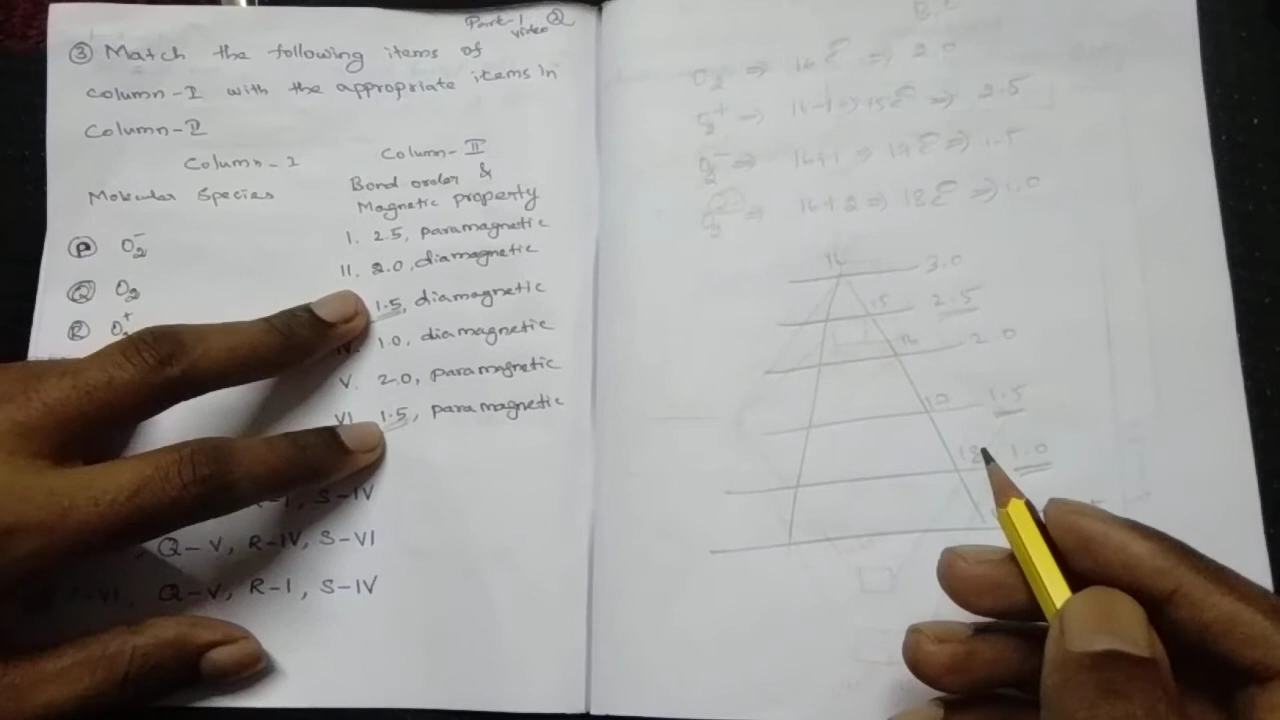 Part-1
video Q
③ Match the following items of
column-I with the appropriate items in
Column-II
Column-I
Column-II
Molecular Species
Bond order &
Magnetic property
Ⓟ O2-
I. 2.5, paramagnetic
Ⓠ O2
II. 2.0, diamagnetic
Ⓡ O2+
1.5, diamagnetic
IV. 1.0, diamagnetic
V. 2.0, paramagnetic
VI. 1.5, paramagnetic
S-IV
Q-V, R-IV, S-VI
Q-V, R-I, S-IV
B.O
O2 => 16 e- => 2.0
O2+ => 16-1 => 15 e- => 2.5
O2- => 16+1 => 17 e- => 1.5
O2 2- => 16+2 => 18 e- => 1.0
14 3.0
15 2.5
16 2.0
1.5
18 1.0